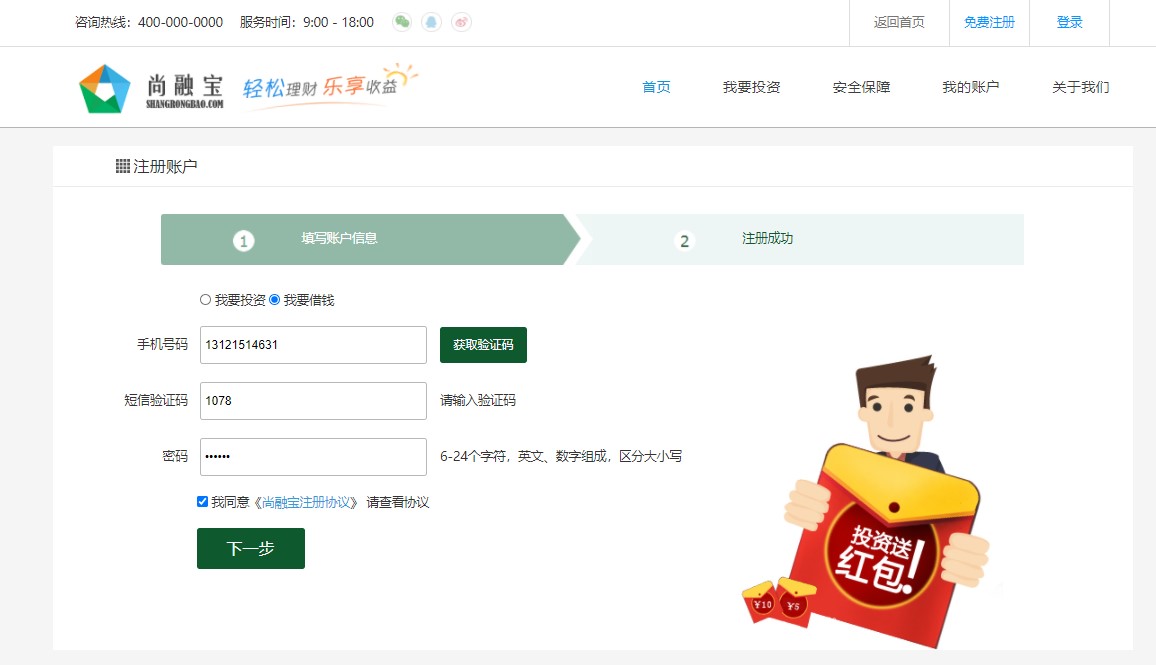 咨询热线：400-000-0000 服务时间：9:00 - 18:00 返回首页 免费注册 登录
尚融宝
SHANGRONGBAO.COM
轻松理财 乐享收益
首页 我要投资 安全保障 我的账户 关于我们
注册账户
1 填写账户信息 2 注册成功
我要投资 我要借钱
手机号码 13121514631 获取验证码
短信验证码 1078 请输入验证码
密码 •••••• 6-24个字符，英文、数字组成，区分大小写
我同意《尚融宝注册协议》 请查看协议
下一步
投资送
红包！
¥10 ¥5